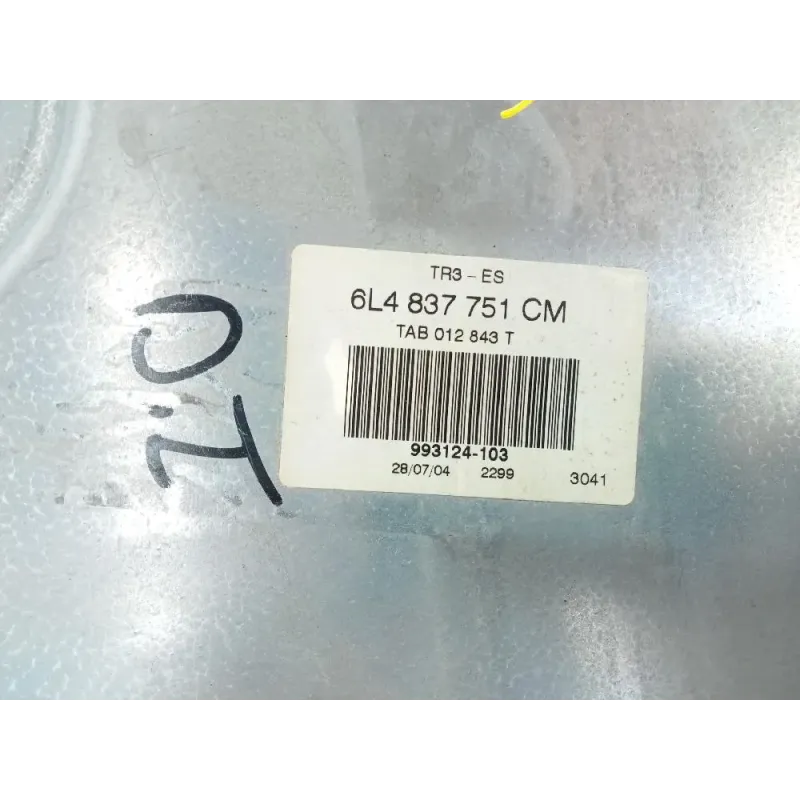 TR3 - ES
6L4 837 751 CM
TAB 012 843 T
993124-103
28/07/04 2299 3041